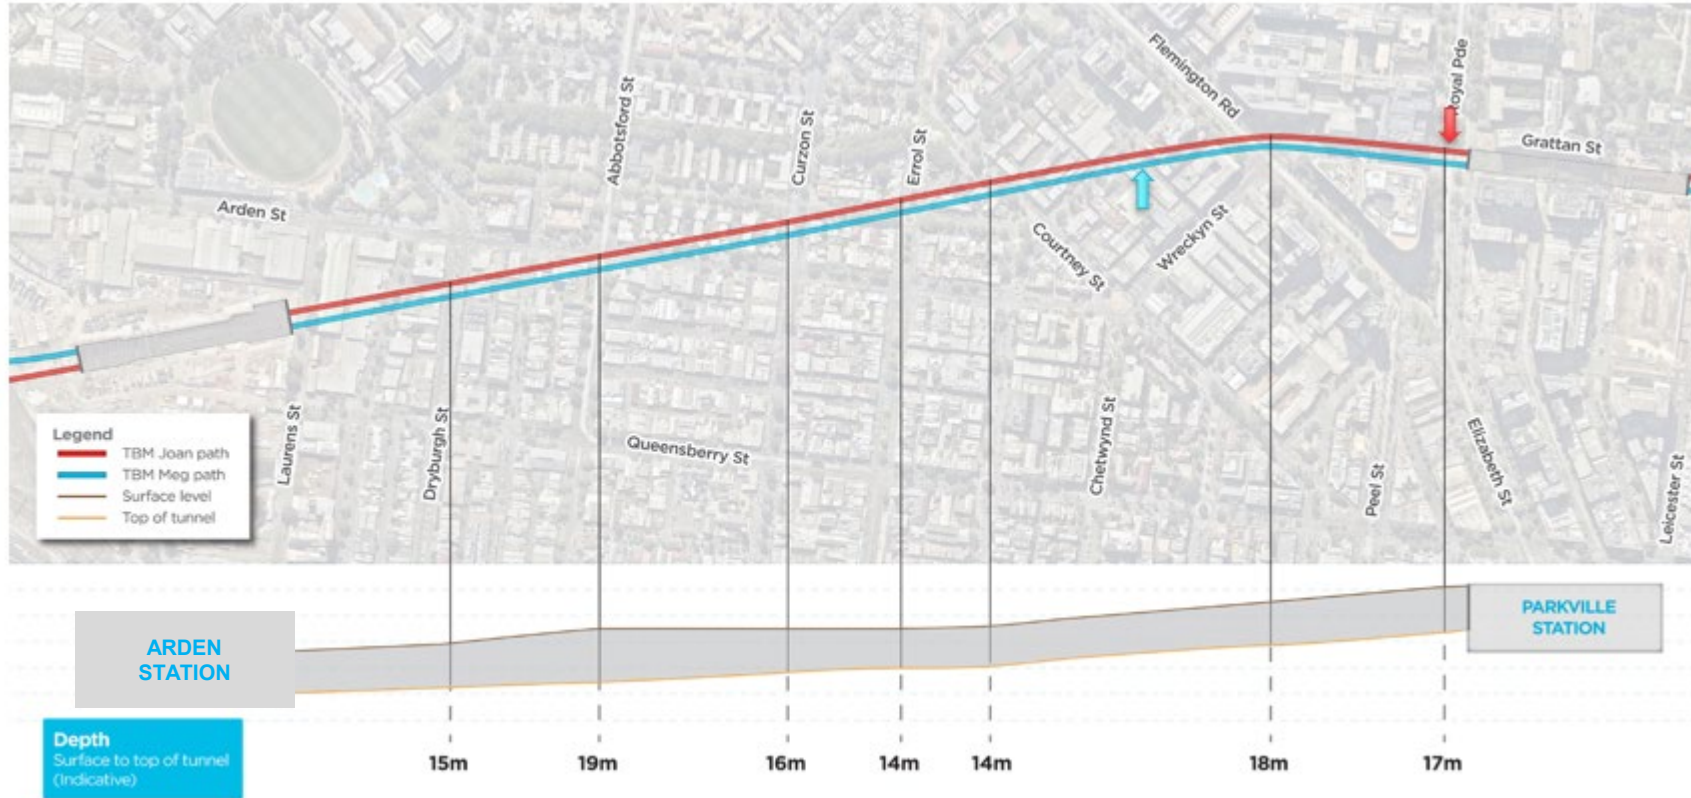 Flemington Rd
Royal Pde
Grattan St
Abbotsford St
Curzon St
Errol St
Arden St
Courtney St
Wreckyn St
Laurens St
Dryburgh St
Queensberry St
Chetwynd St
Peel St
Elizabeth St
Leicester St
Legend
TBM Joan path
TBM Meg path
Surface level
Top of tunnel
ARDEN
STATION
PARKVILLE
STATION
Depth
Surface to top of tunnel
(Indicative)
15m
19m
16m
14m
14m
18m
17m